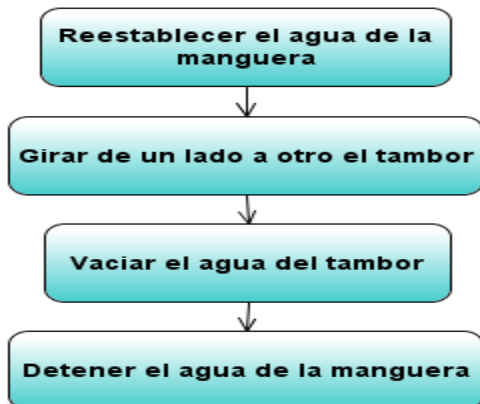 Reestablecer el agua de la
manguera
Girar de un lado a otro el tambor
Vaciar el agua del tambor
Detener el agua de la manguera